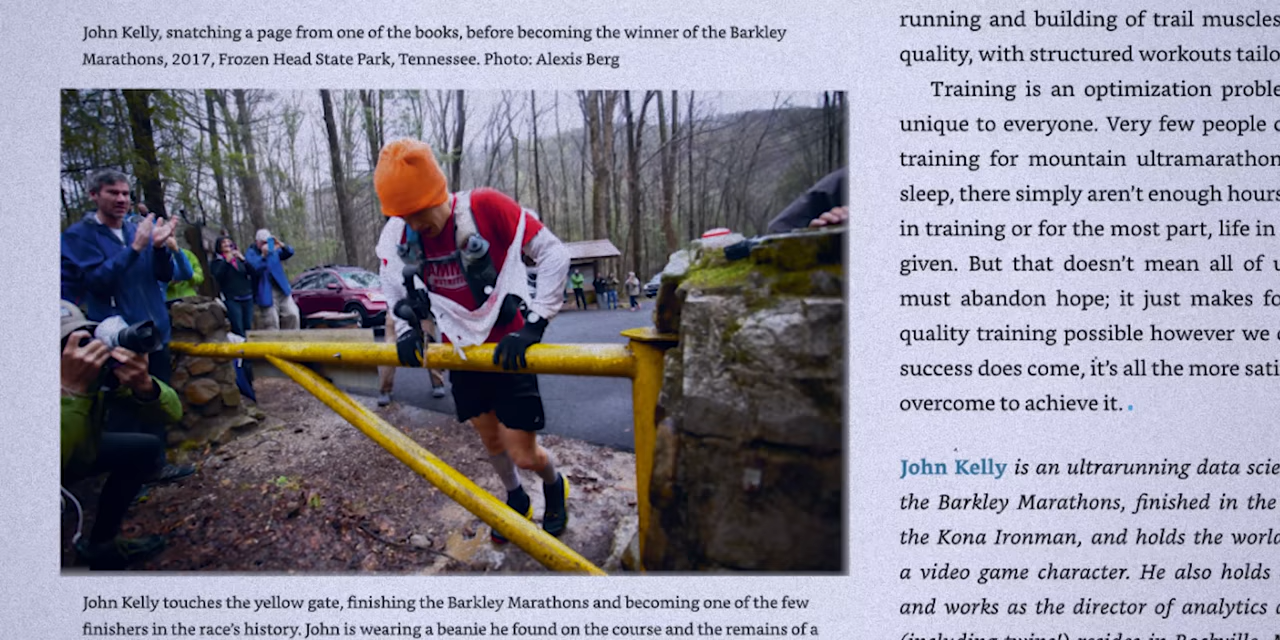 John Kelly, snatching a page from one of the books, before becoming the winner of the Barkley
Marathons, 2017, Frozen Head State Park, Tennessee. Photo: Alexis Berg
John Kelly touches the yellow gate, finishing the Barkley Marathons and becoming one of the few
finishers in the race's history. John is wearing a beanie he found on the course and the remains of a
running and building of trail muscles
quality, with structured workouts
Training is an optimization
unique to everyone. Very few people
training for mountain
sleep, there simply aren't enough hours
in training or for the most part, life in
given. But that doesn't mean all of
must abandon hope; it just makes
quality training possible however we
success does come, it's all the more
overcome to achieve it.
John Kelly is an ultrarunning data
the Barkley Marathons, finished in the
the Kona Ironman, and holds the
a video game character. He also holds
and works as the director of analytics